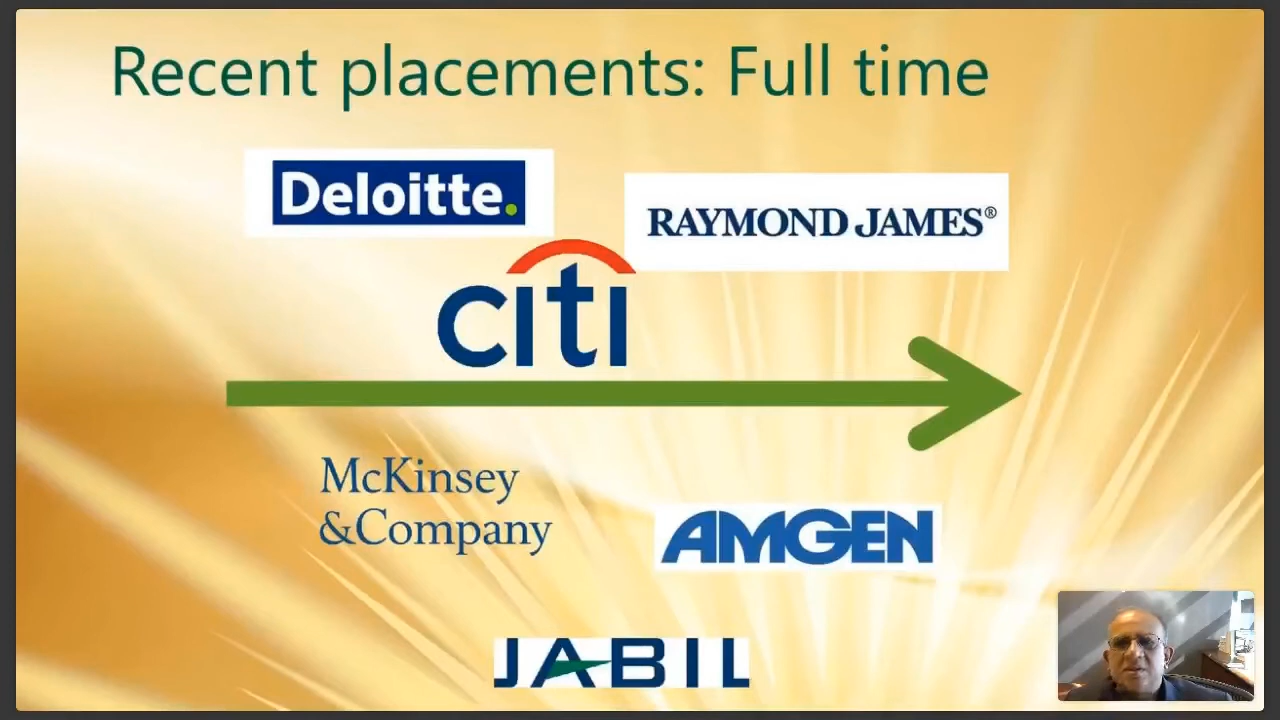 Recent placements: Full time
Deloitte.
RAYMOND JAMES®
citi
McKinsey
&Company
AMGEN
JABIL